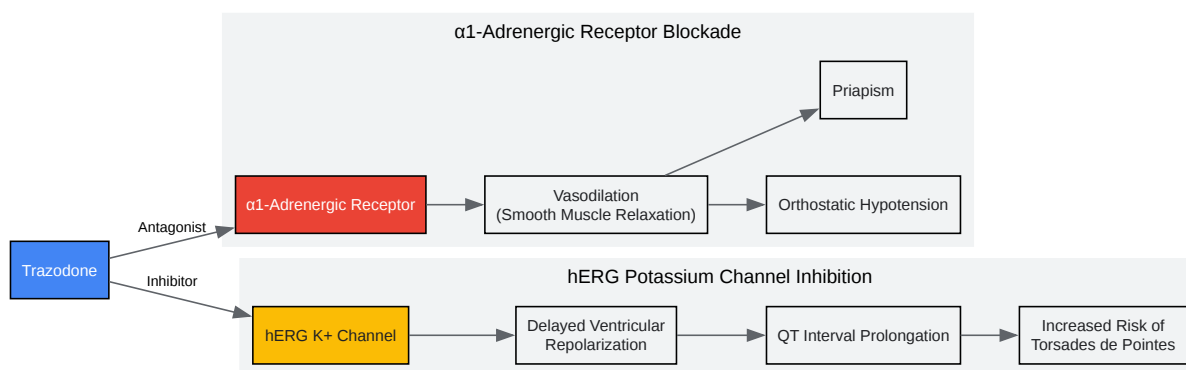 α1-Adrenergic Receptor Blockade
Priapism
α1-Adrenergic Receptor
Vasodilation
(Smooth Muscle Relaxation)
Orthostatic Hypotension
Antagonist
Trazodone
Inhibitor
hERG Potassium Channel Inhibition
hERG K+ Channel
Delayed Ventricular
Repolarization
QT Interval Prolongation
Increased Risk of
Torsades de Pointes